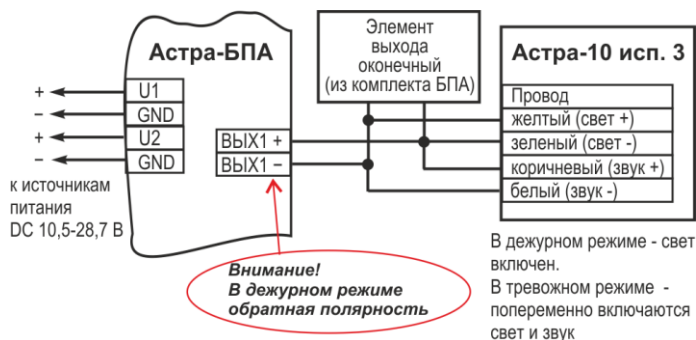 Астра-БПА
+
U1
–
GND
+
U2
–
GND
ВЫХ1 +
ВЫХ1 –
к источникам
питания
DC 10,5-28,7 В
Элемент
выхода
оконечный
(из комплекта БПА)
Астра-10 исп. 3
Провод
желтый (свет +)
зеленый (свет -)
коричневый (звук +)
белый (звук -)
Внимание!
В дежурном режиме
обратная полярность
В дежурном режиме - свет
включен.
В тревожном режиме -
попеременно включаются
свет и звук